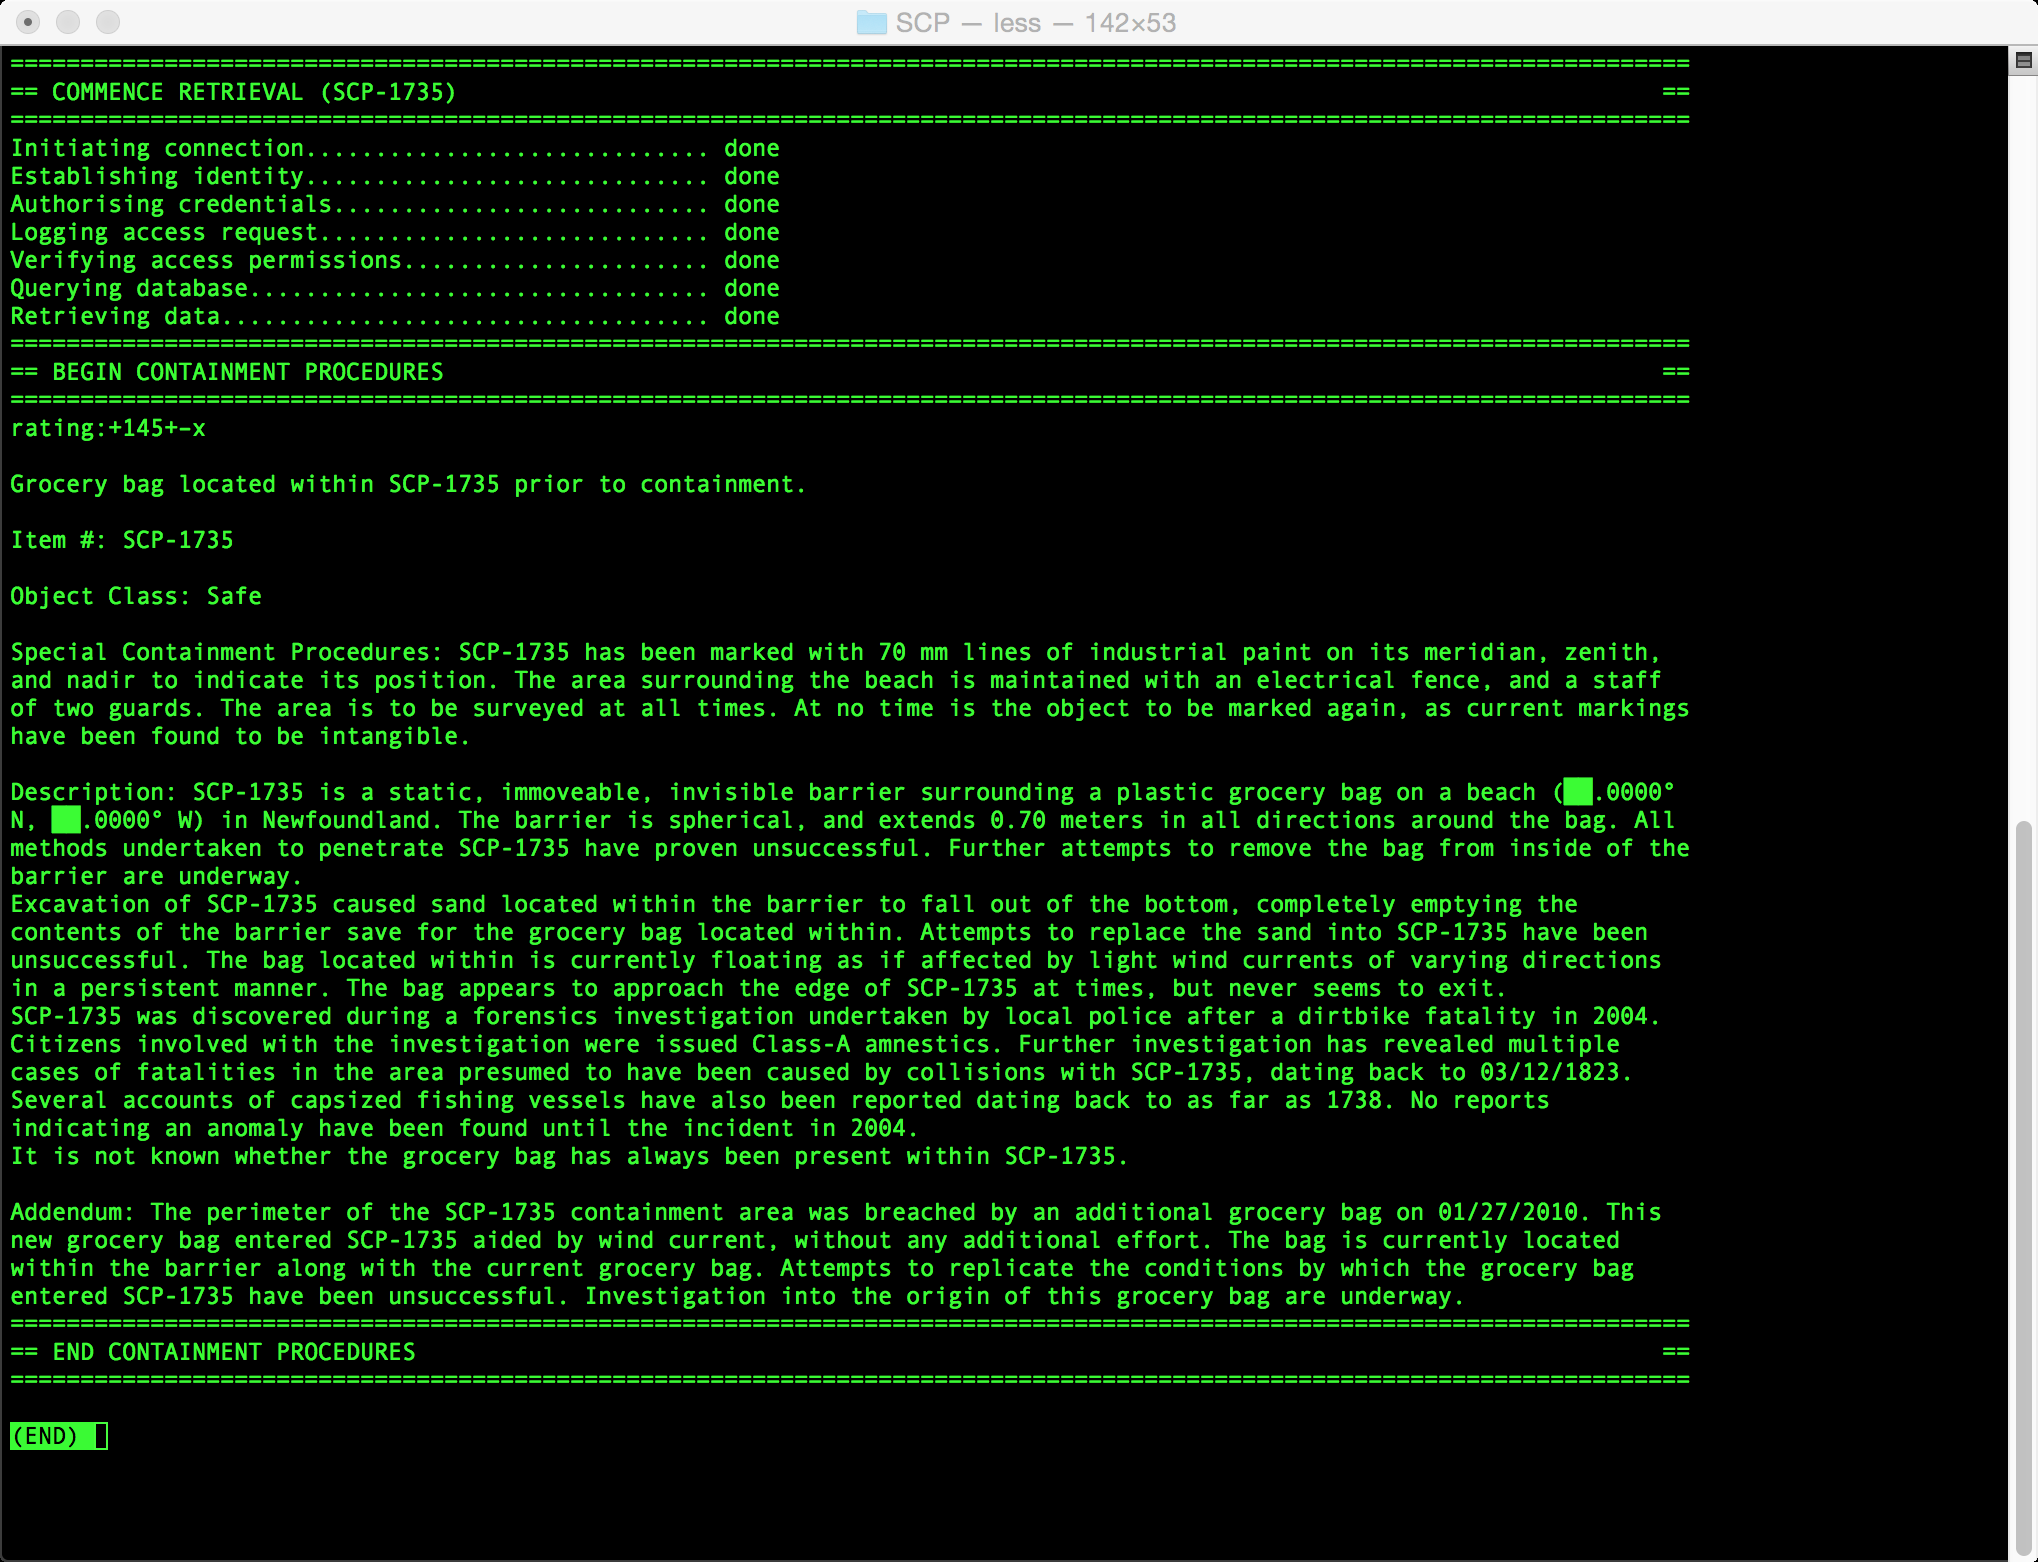 SCP — less — 142×53
========================================================================================================================
== COMMENCE RETRIEVAL (SCP-1735)                                                                                      ==
========================================================================================================================
Initiating connection............................. done
Establishing identity............................. done
Authorising credentials........................... done
Logging access request............................ done
Verifying access permissions...................... done
Querying database................................. done
Retrieving data................................... done
========================================================================================================================
== BEGIN CONTAINMENT PROCEDURES                                                                                       ==
========================================================================================================================
rating:+145+–x
Grocery bag located within SCP-1735 prior to containment.
Item #: SCP-1735
Object Class: Safe
Special Containment Procedures: SCP-1735 has been marked with 70 mm lines of industrial paint on its meridian, zenith,
and nadir to indicate its position. The area surrounding the beach is maintained with an electrical fence, and a staff
of two guards. The area is to be surveyed at all times. At no time is the object to be marked again, as current markings
have been found to be intangible.
Description: SCP-1735 is a static, immoveable, invisible barrier surrounding a plastic grocery bag on a beach (██.0000°
N, ██.0000° W) in Newfoundland. The barrier is spherical, and extends 0.70 meters in all directions around the bag. All
methods undertaken to penetrate SCP-1735 have proven unsuccessful. Further attempts to remove the bag from inside of the
barrier are underway.
Excavation of SCP-1735 caused sand located within the barrier to fall out of the bottom, completely emptying the
contents of the barrier save for the grocery bag located within. Attempts to replace the sand into SCP-1735 have been
unsuccessful. The bag located within is currently floating as if affected by light wind currents of varying directions
in a persistent manner. The bag appears to approach the edge of SCP-1735 at times, but never seems to exit.
SCP-1735 was discovered during a forensics investigation undertaken by local police after a dirtbike fatality in 2004.
Citizens involved with the investigation were issued Class-A amnestics. Further investigation has revealed multiple
cases of fatalities in the area presumed to have been caused by collisions with SCP-1735, dating back to 03/12/1823.
Several accounts of capsized fishing vessels have also been reported dating back to as far as 1738. No reports
indicating an anomaly have been found until the incident in 2004.
It is not known whether the grocery bag has always been present within SCP-1735.
Addendum: The perimeter of the SCP-1735 containment area was breached by an additional grocery bag on 01/27/2010. This
new grocery bag entered SCP-1735 aided by wind current, without any additional effort. The bag is currently located
within the barrier along with the current grocery bag. Attempts to replicate the conditions by which the grocery bag
entered SCP-1735 have been unsuccessful. Investigation into the origin of this grocery bag are underway.
========================================================================================================================
== END CONTAINMENT PROCEDURES                                                                                         ==
========================================================================================================================
(END)